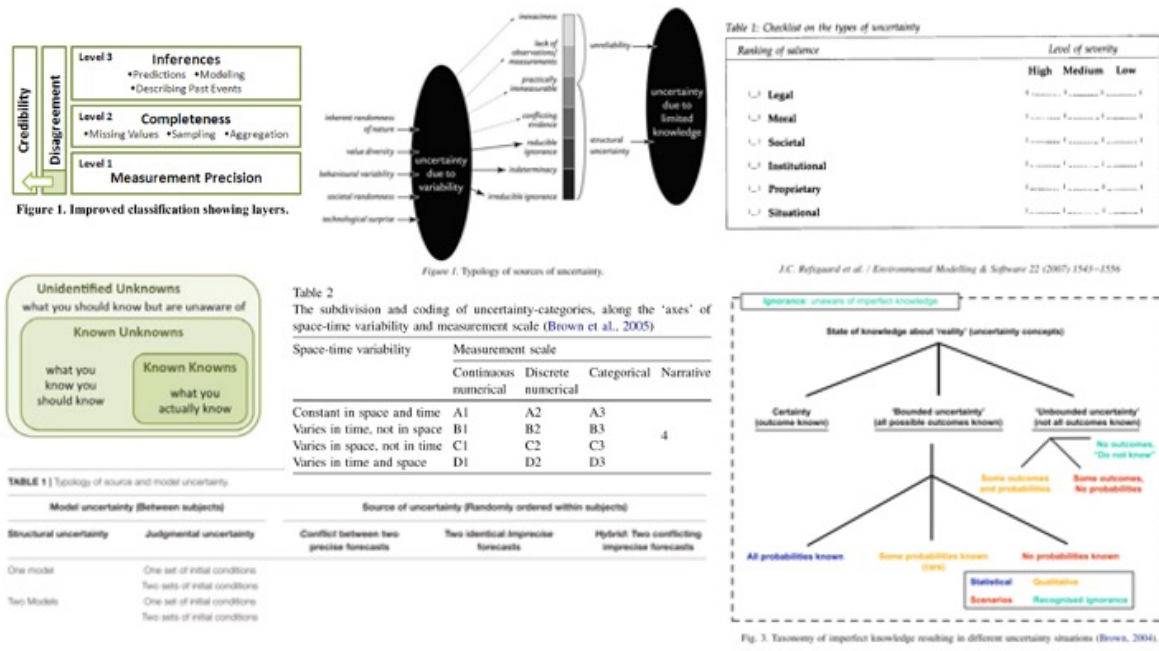 Credibility
Disagreement
Level 3
Inferences
•Predictions •Modeling
•Describing Past Events
Level 2
Completeness
•Missing Values •Sampling •Aggregation
Level 1
Measurement Precision
Figure 1. Improved classification showing layers.
inherent randomness
of nature
value diversity
behavioural variability
societal randomness
technological surprise
uncertainty
due to
variability
inexactness
lack of
observations/
measurements
practically
immeasurable
conflicting
evidence
reducible
ignorance
indeterminacy
irreducible ignorance
unreliability
structural
uncertainty
uncertainty
due to
limited
knowledge
Figure 1. Typology of sources of uncertainty.
Table 1: Checklist on the types of uncertainty
Ranking of salience
Level of severity
High Medium Low
Legal
Moral
Societal
Institutional
Proprietary
Situational
Unidentified Unknowns
what you should know but are unaware of
Known Unknowns
what you
know you
should know
Known Knowns
what you
actually know
Table 2
The subdivision and coding of uncertainty-categories, along the ‘axes’ of
space-time variability and measurement scale (Brown et al., 2005)
Space-time variability Measurement scale
Continuous numerical Discrete numerical Categorical Narrative
Constant in space and time A1 A2 A3
Varies in time, not in space B1 B2 B3
4
Varies in space, not in time C1 C2 C3
Varies in time and space D1 D2 D3
J.C. Refsgaard et al. / Environmental Modelling & Software 22 (2007) 1543–1556
Ignorance: unaware of imperfect knowledge
State of knowledge about ‘reality’ (uncertainty concepts)
Certainty
(outcome known)
‘Bounded uncertainty’
(all possible outcomes known)
‘Unbounded uncertainty’
(not all outcomes known)
No outcomes,
“Do not know”
Some outcomes
and probabilities
Some outcomes,
No probabilities
All probabilities known
Some probabilities known
(rare)
No probabilities known
Statistical Qualitative
Scenarios Recognised ignorance
Fig. 3. Taxonomy of imperfect knowledge resulting in different uncertainty situations (Brown, 2004).
TABLE 1 | Typology of source and model uncertainty.
Model uncertainty (Between subjects) Source of uncertainty (Randomly ordered within subjects)
Structural uncertainty Judgmental uncertainty Conflict between two precise forecasts Two identical Imprecise forecasts Hybrid: Two conflicting imprecise forecasts
One model One set of initial conditions
Two sets of initial conditions
Two Models One set of initial conditions
Two sets of initial conditions